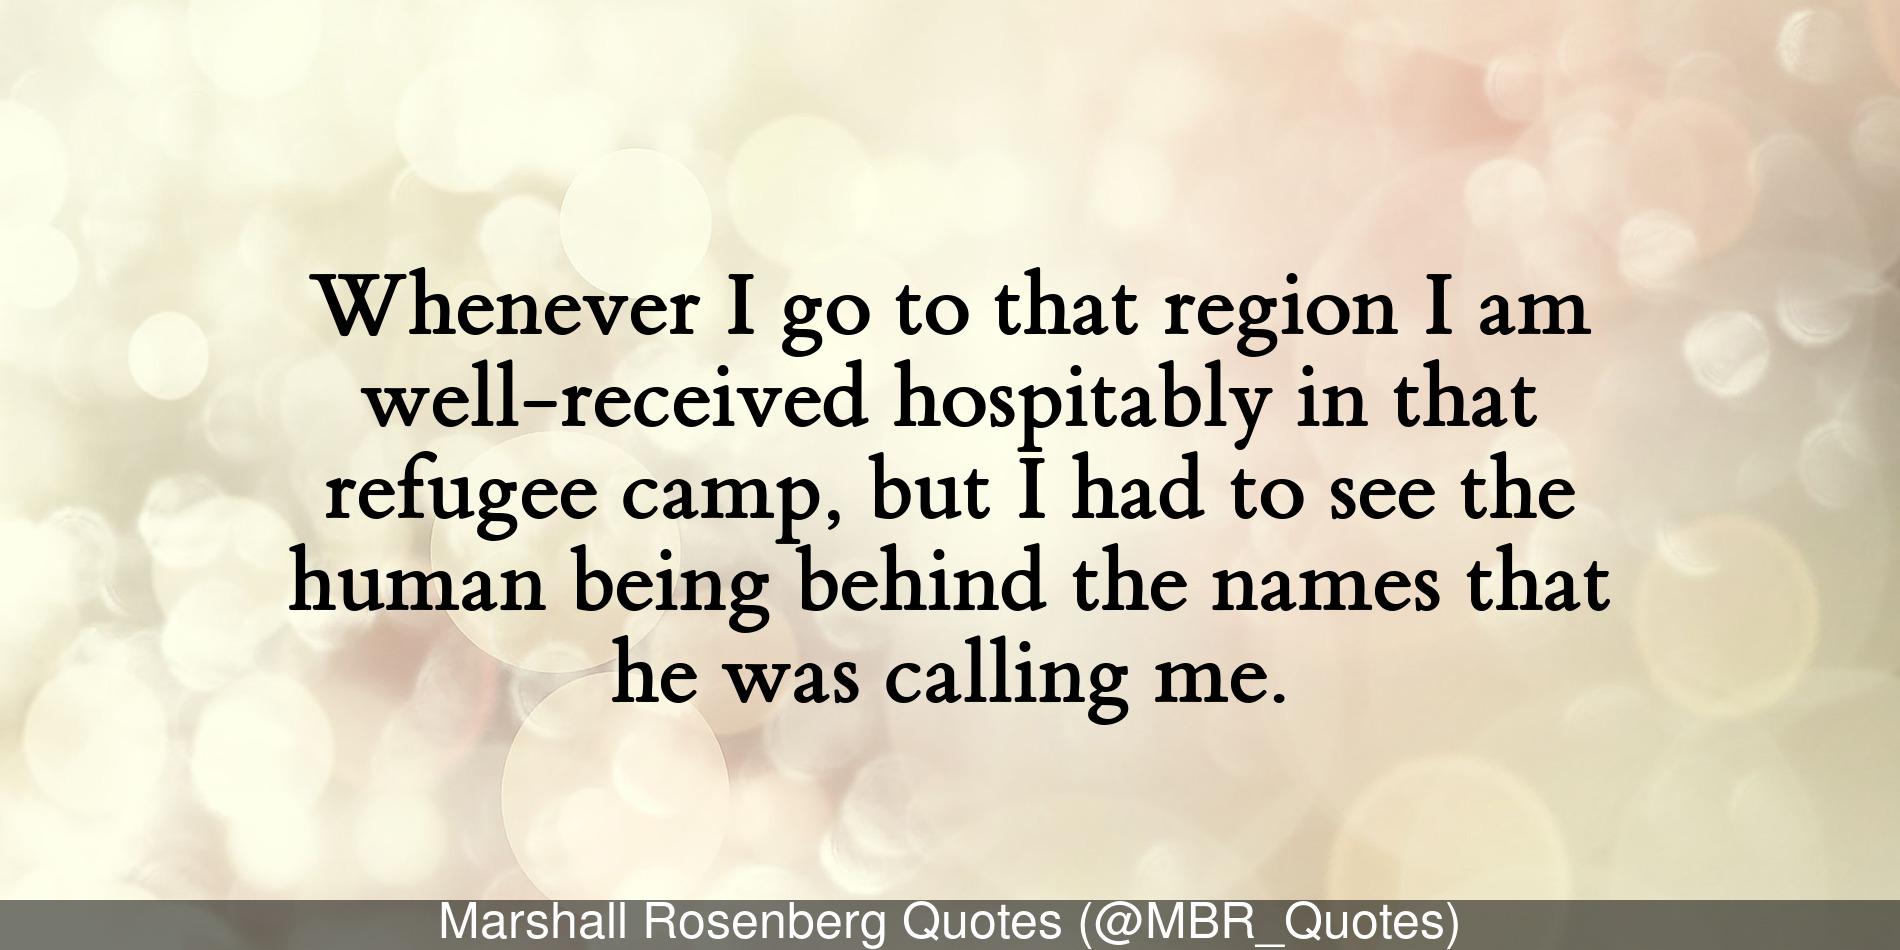 Whenever I go to that region I am
well-received hospitably in that
refugee camp, but I had to see the
human being behind the names that
he was calling me.
Marshall Rosenberg Quotes (@MBR_Quotes)